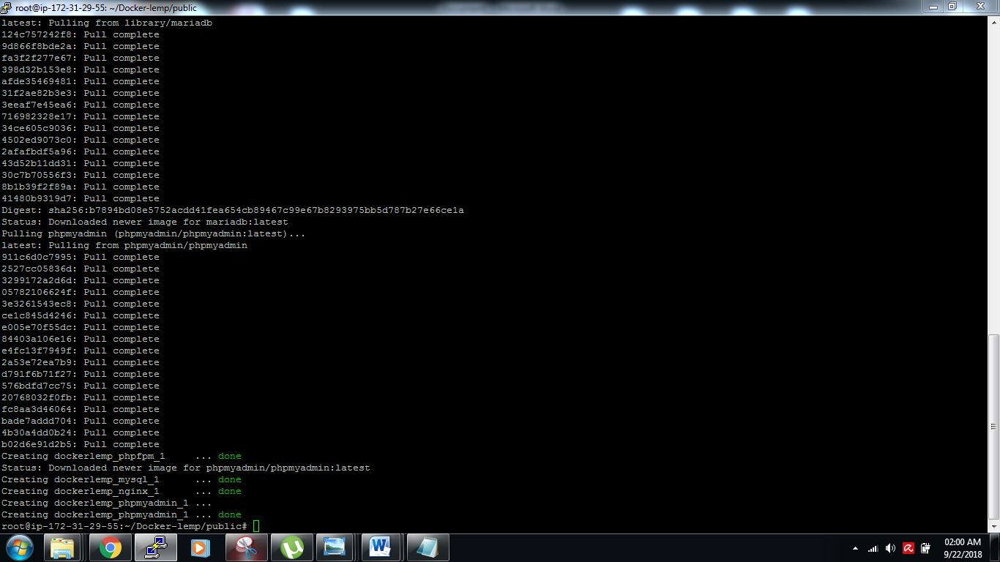 root@ip-172-31-29-55: ~/Docker-lemp/public
latest: Pulling from library/mariadb
124c757242f8: Pull complete
9d866f8bde2a: Pull complete
fa3f2f277e67: Pull complete
398d32b153e8: Pull complete
afde35469481: Pull complete
31f2ae82b3e3: Pull complete
3eeaf7e45ea6: Pull complete
716982328e17: Pull complete
34ce605c9036: Pull complete
4502ed9073c0: Pull complete
2afafbdf5a96: Pull complete
43d52b11dd31: Pull complete
30c7b70556f3: Pull complete
8b1b39f2f89a: Pull complete
41480b9319d7: Pull complete
Digest: sha256:b7894bd08e5752acdd41fea654cb89467c99e67b8293975bb5d787b27e66ce1a
Status: Downloaded newer image for mariadb:latest
Pulling phpmyadmin (phpmyadmin/phpmyadmin:latest)...
latest: Pulling from phpmyadmin/phpmyadmin
911c6d0c7995: Pull complete
2527cc05836d: Pull complete
3299172a2d6d: Pull complete
05782106624f: Pull complete
3e3261543ec8: Pull complete
ce1c845d4246: Pull complete
e005e70f55dc: Pull complete
84403a106e16: Pull complete
e4fc13f7949f: Pull complete
2a53e72ea7b9: Pull complete
d791f6b71f27: Pull complete
576bdfd7cc75: Pull complete
20768032f0fb: Pull complete
fc8aa3d46064: Pull complete
bade7addd704: Pull complete
4b30a4dd0b24: Pull complete
b02d6e91d2b5: Pull complete
Creating dockerlemp_phpfpm_1     ... done
Status: Downloaded newer image for phpmyadmin/phpmyadmin:latest
Creating dockerlemp_mysql_1      ... done
Creating dockerlemp_nginx_1      ... done
Creating dockerlemp_phpmyadmin_1 ...
Creating dockerlemp_phpmyadmin_1 ... done
root@ip-172-31-29-55:~/Docker-lemp/public#
02:00 AM
9/22/2018